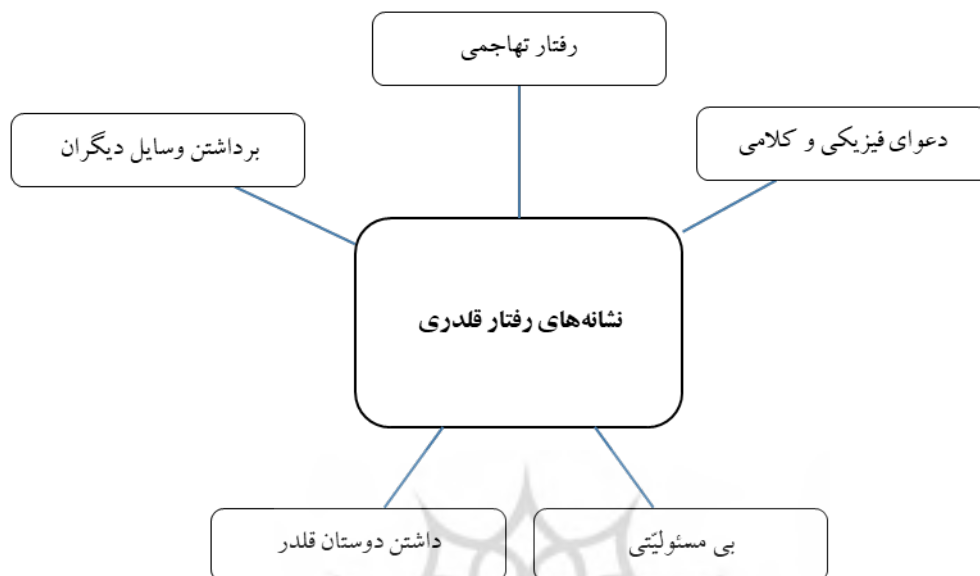 رفتار تهاجمی
دعوای فیزیکی و کلامی
برداشتن وسایل دیگران
نشانه‌های رفتار قلدری
بی مسئولیّتی
داشتن دوستان قلدر